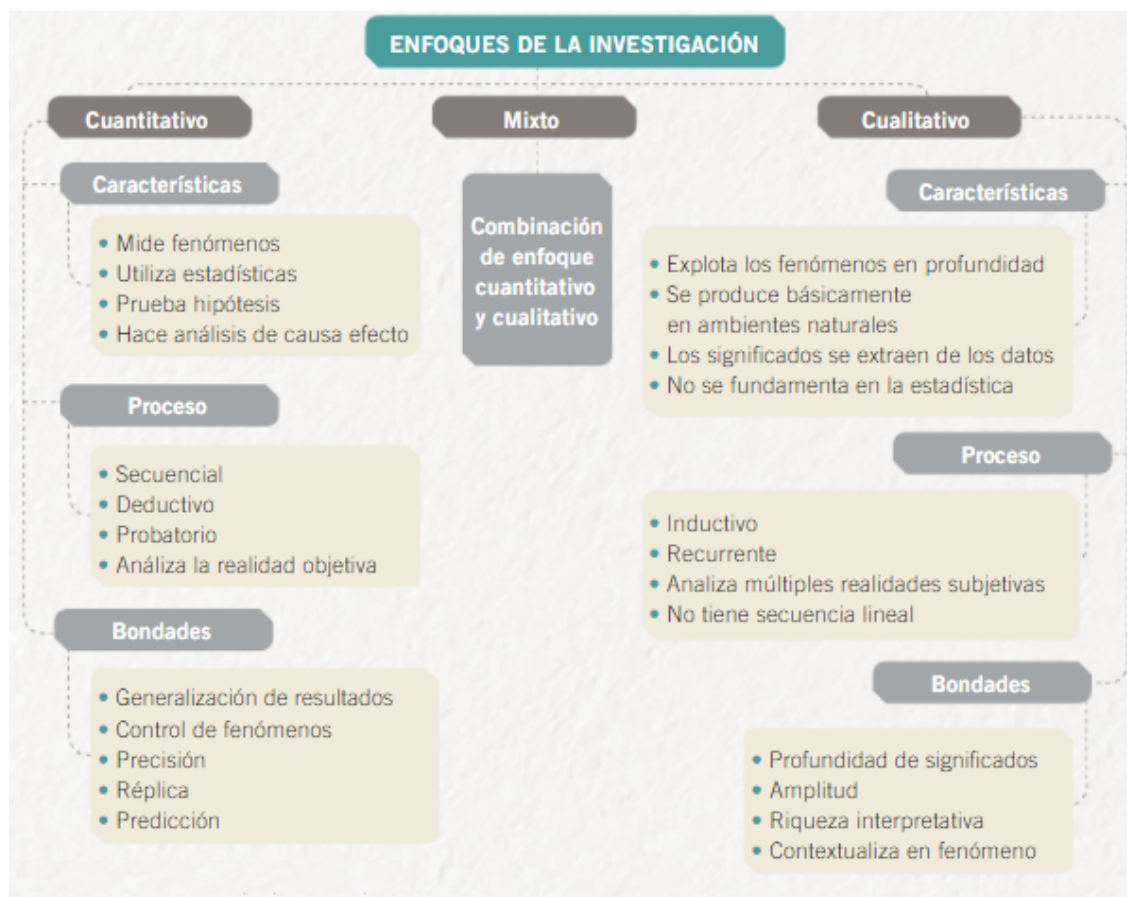 ENFOQUES DE LA INVESTIGACIÓN
Cuantitativo
Características
• Mide fenómenos
• Utiliza estadísticas
• Prueba hipótesis
• Hace análisis de causa efecto
Proceso
• Secuencial
• Deductivo
• Probatorio
• Análiza la realidad objetiva
Bondades
• Generalización de resultados
• Control de fenómenos
• Precisión
• Réplica
• Predicción
Mixto
Combinación
de enfoque
cuantitativo
y cualitativo
Cualitativo
Características
• Explota los fenómenos en profundidad
• Se produce básicamente
en ambientes naturales
• Los significados se extraen de los datos
• No se fundamenta en la estadística
Proceso
• Inductivo
• Recurrente
• Analiza múltiples realidades subjetivas
• No tiene secuencia lineal
Bondades
• Profundidad de significados
• Amplitud
• Riqueza interpretativa
• Contextualiza en fenómeno